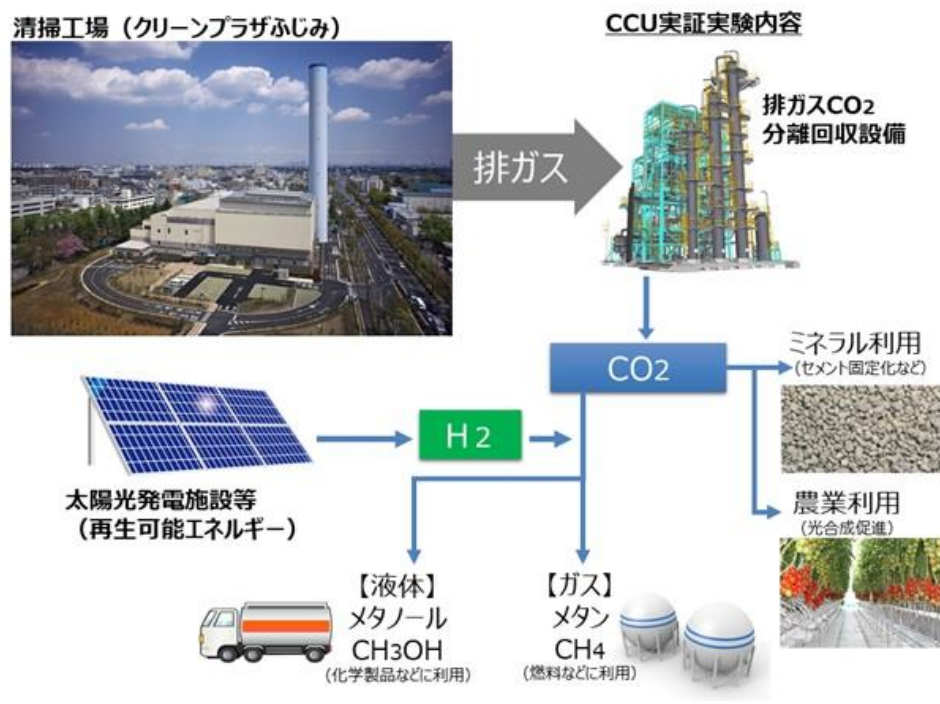 清掃工場（クリーンプラザふじみ）
CCU実証実験内容
排ガスCO2
分離回収設備
排ガス
CO2
ミネラル利用
（セメント固定化など）
H2
太陽光発電施設等
（再生可能エネルギー）
農業利用
（光合成促進）
【液体】
メタノール
CH3OH
（化学製品などに利用）
【ガス】
メタン
CH4
（燃料などに利用）